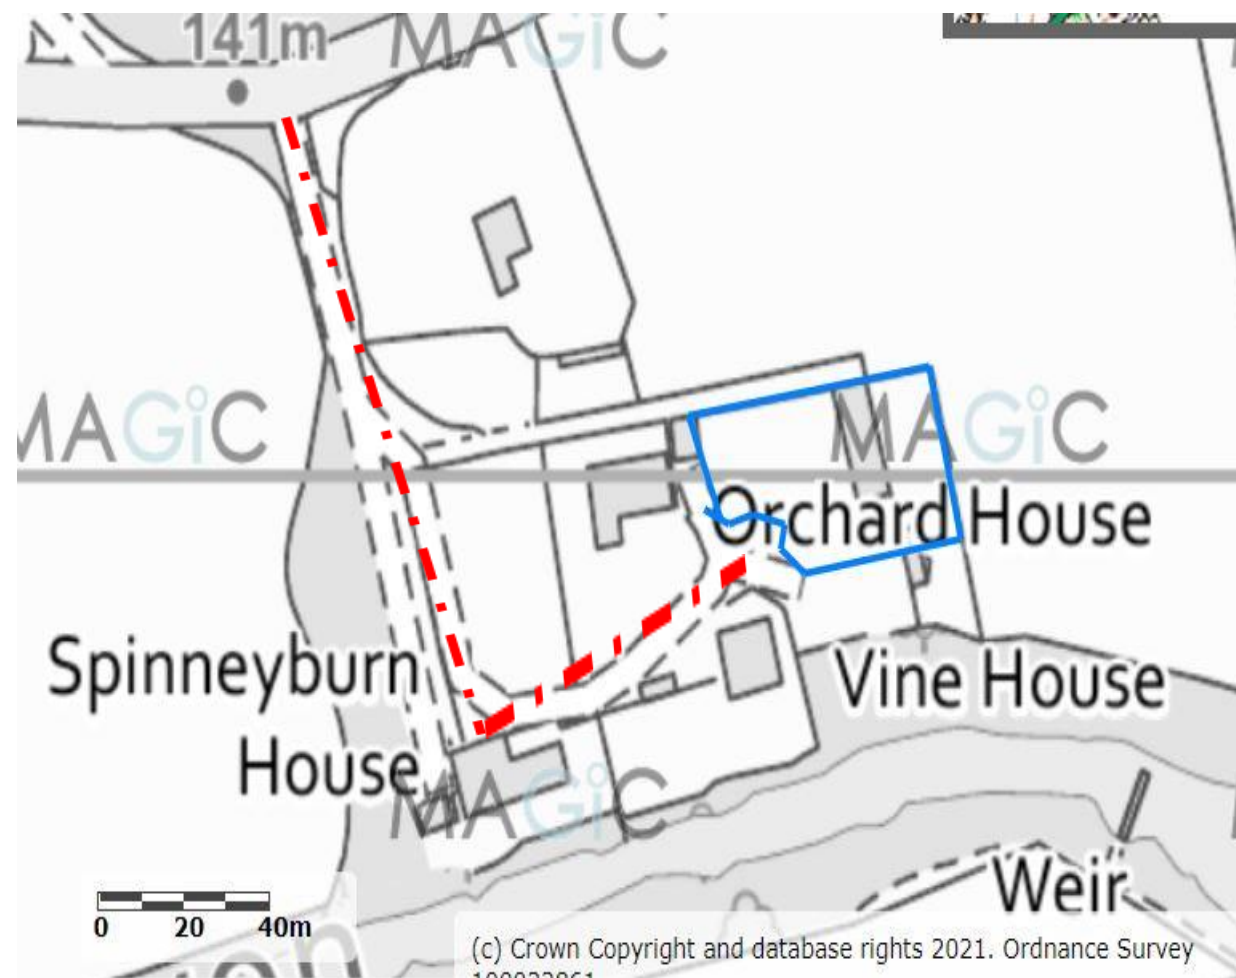 141m
MAGiC
MAGiC
MAGiC
Orchard House
Spinneyburn
House
Vine House
MAGiC
Weir
0 20 40m
(c) Crown Copyright and database rights 2021. Ordnance Survey